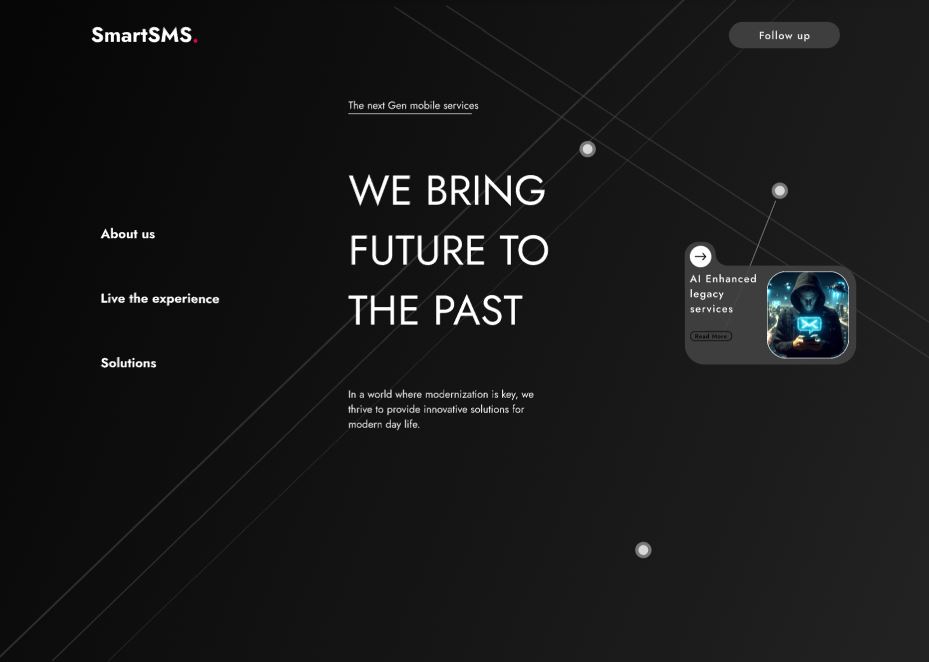 SmartSMS.
Follow up
The next Gen mobile services
WE BRING
FUTURE TO
THE PAST
About us
Live the experience
Solutions
AI Enhanced
legacy
services
Read More
In a world where modernization is key, we
thrive to provide innovative solutions for
modern day life.